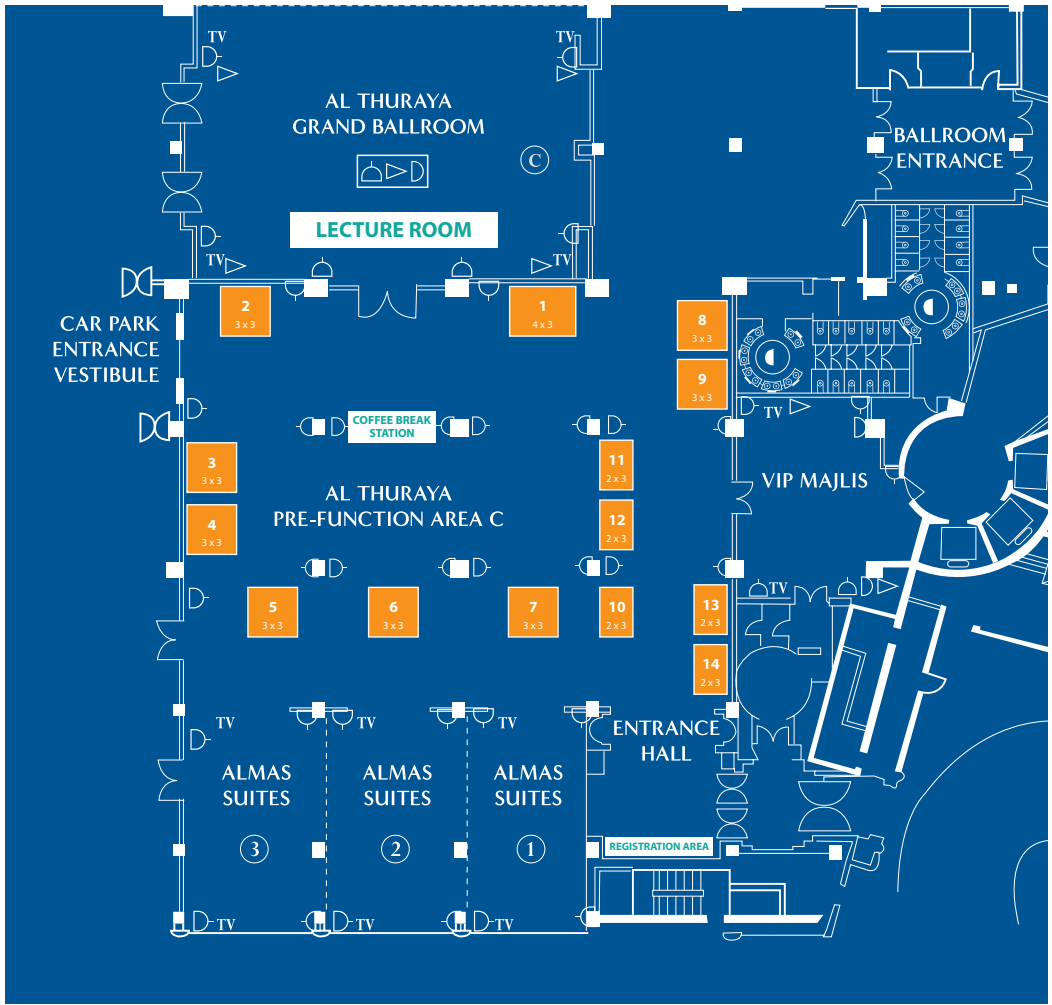 TV
TV
AL THURAYA
GRAND BALLROOM
C
BALLROOM
ENTRANCE
LECTURE ROOM
TV
TV
2
3 x 3
1
4 x 3
8
3 x 3
CAR PARK
ENTRANCE
VESTIBULE
9
3 x 3
TV
COFFEE BREAK
STATION
3
3 x 3
11
2 x 3
VIP MAJLIS
AL THURAYA
PRE-FUNCTION AREA C
4
3 x 3
12
2 x 3
TV
5
3 x 3
6
3 x 3
7
3 x 3
10
2 x 3
13
2 x 3
14
2 x 3
TV
TV
TV
ENTRANCE
HALL
ALMAS
SUITES
3
ALMAS
SUITES
2
ALMAS
SUITES
1
REGISTRATION AREA
TV
TV
TV